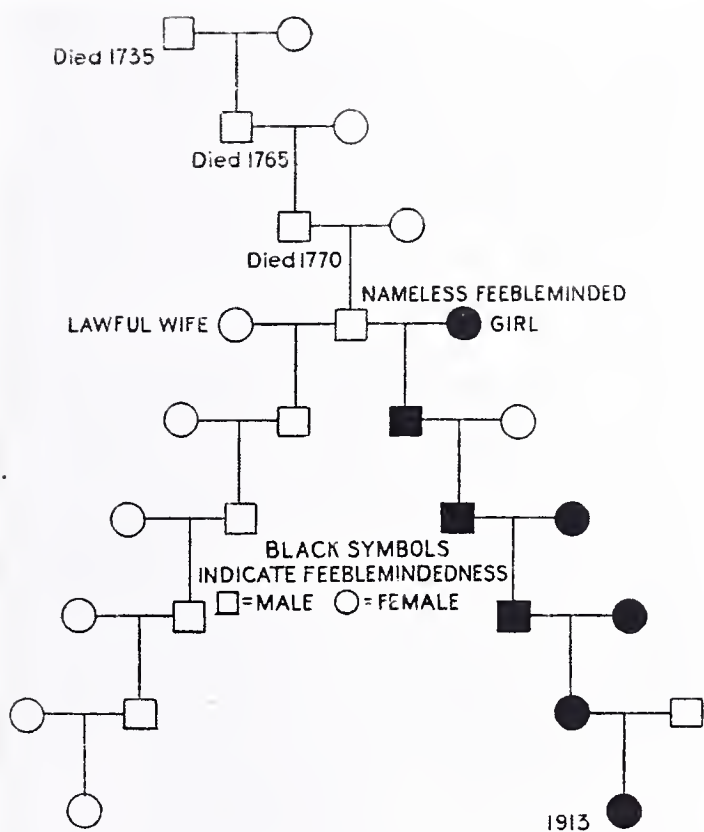 Died 1735
Died 1765
Died 1770
NAMELESS FEEBLEMINDED
LAWFUL WIFE
GIRL
BLACK SYMBOLS
INDICATE FEEBLEMINDEDNESS
=MALE =FEMALE
1913